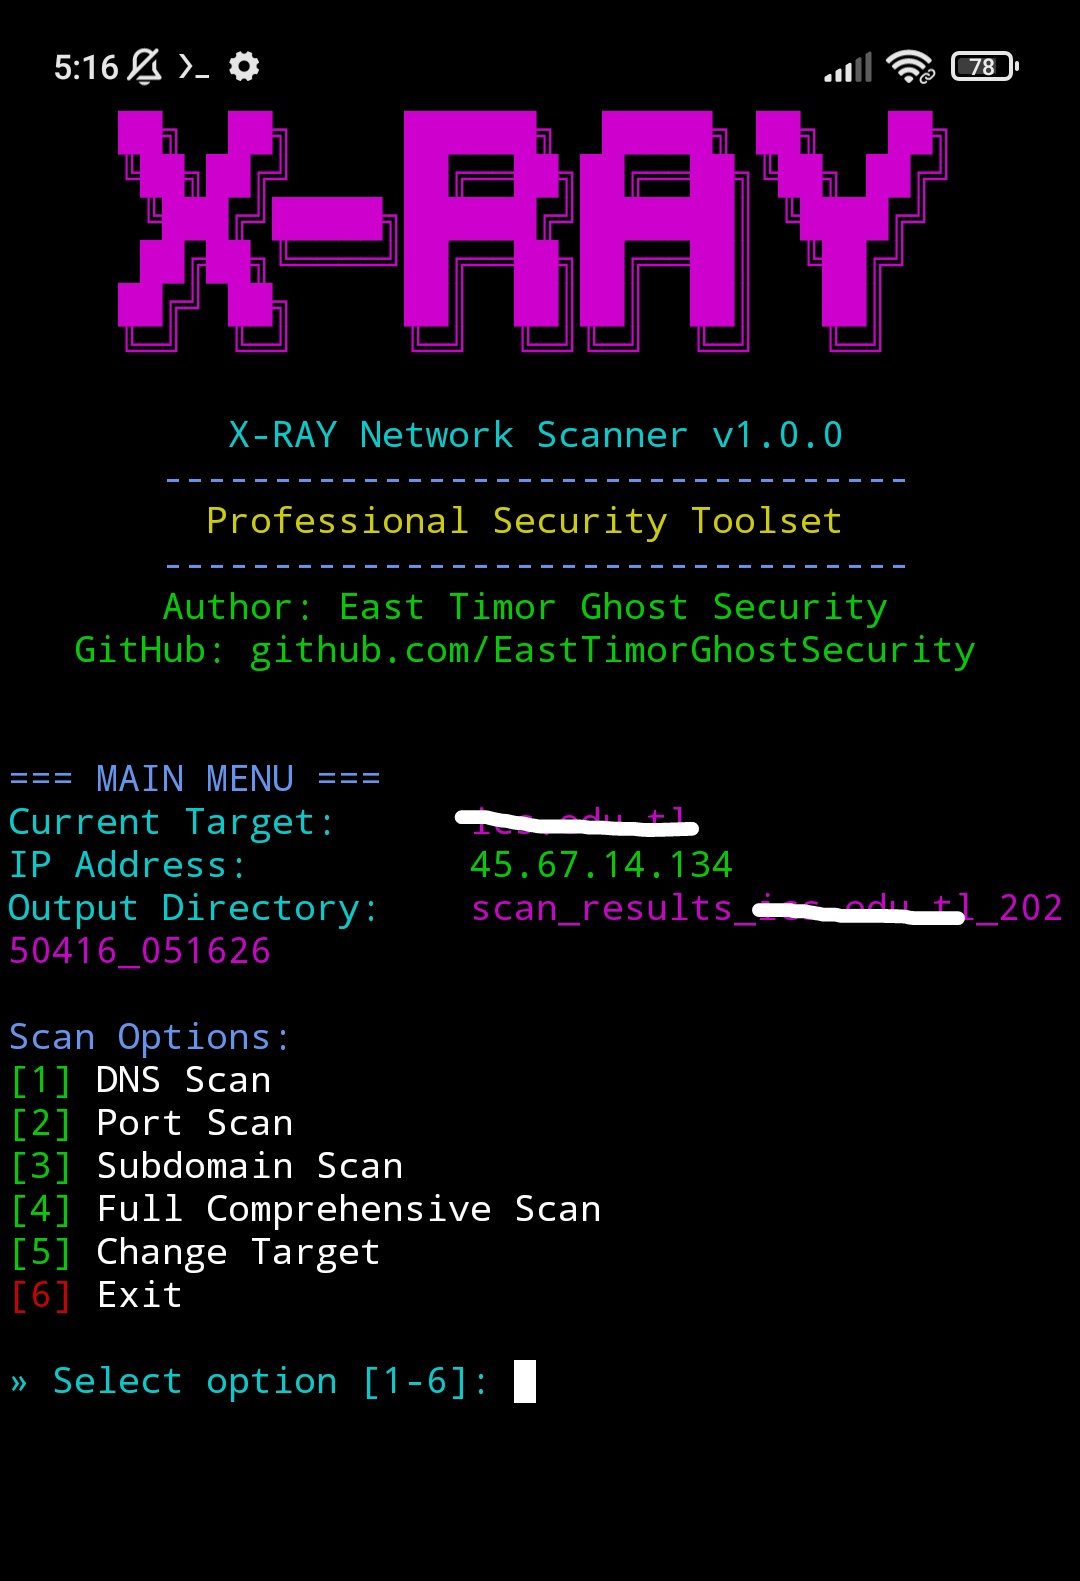 5:16
78
X-RAY
X-RAY Network Scanner v1.0.0
----------------------------------
Professional Security Toolset
----------------------------------
Author: East Timor Ghost Security
GitHub: github.com/EastTimorGhostSecurity
=== MAIN MENU ===
Current Target:
IP Address: 45.67.14.134
Output Directory: scan_results_ _202
50416_051626
Scan Options:
[1] DNS Scan
[2] Port Scan
[3] Subdomain Scan
[4] Full Comprehensive Scan
[5] Change Target
[6] Exit
» Select option [1-6]: